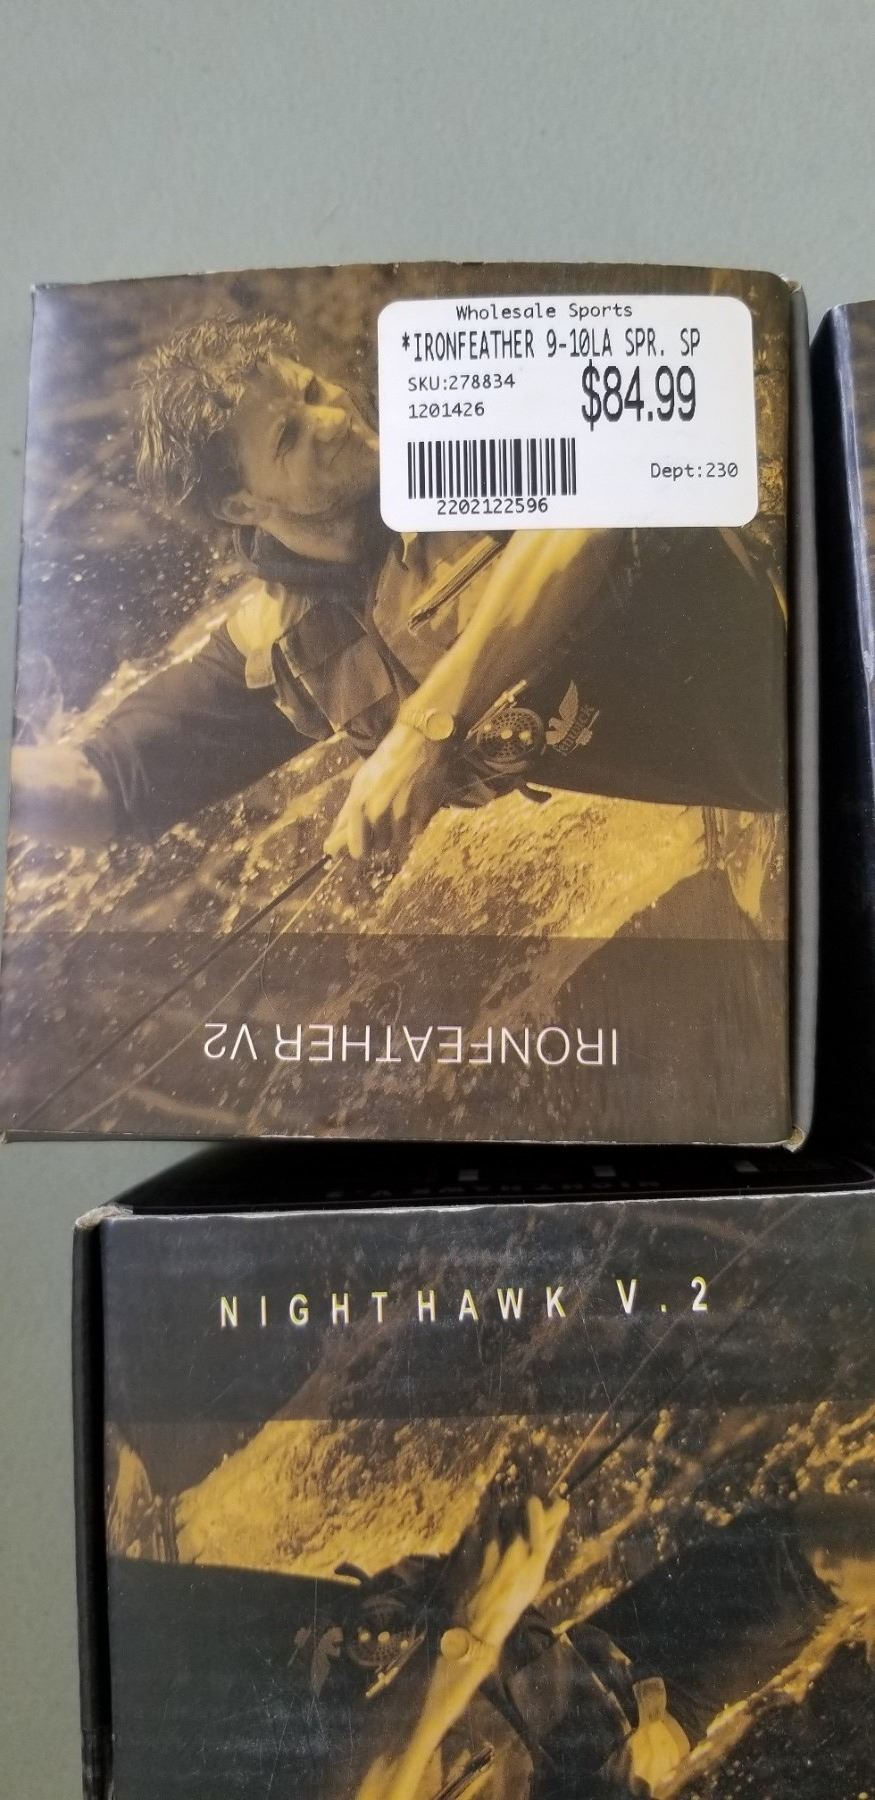 Wholesale Sports
*IRONFEATHER 9-10LA SPR. SP
SKU:278834
$84.99
1201426
Dept:230
2202122596
Fenwick
IRONFEATHER V2
NIGHTHAWK V.2